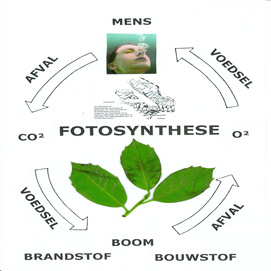 MENS
AFVAL
VOEDSEL
CO²
FOTOSYNTHESE
O²
VOEDSEL
AFVAL
BOOM
BRANDSTOF
BOUWSTOF